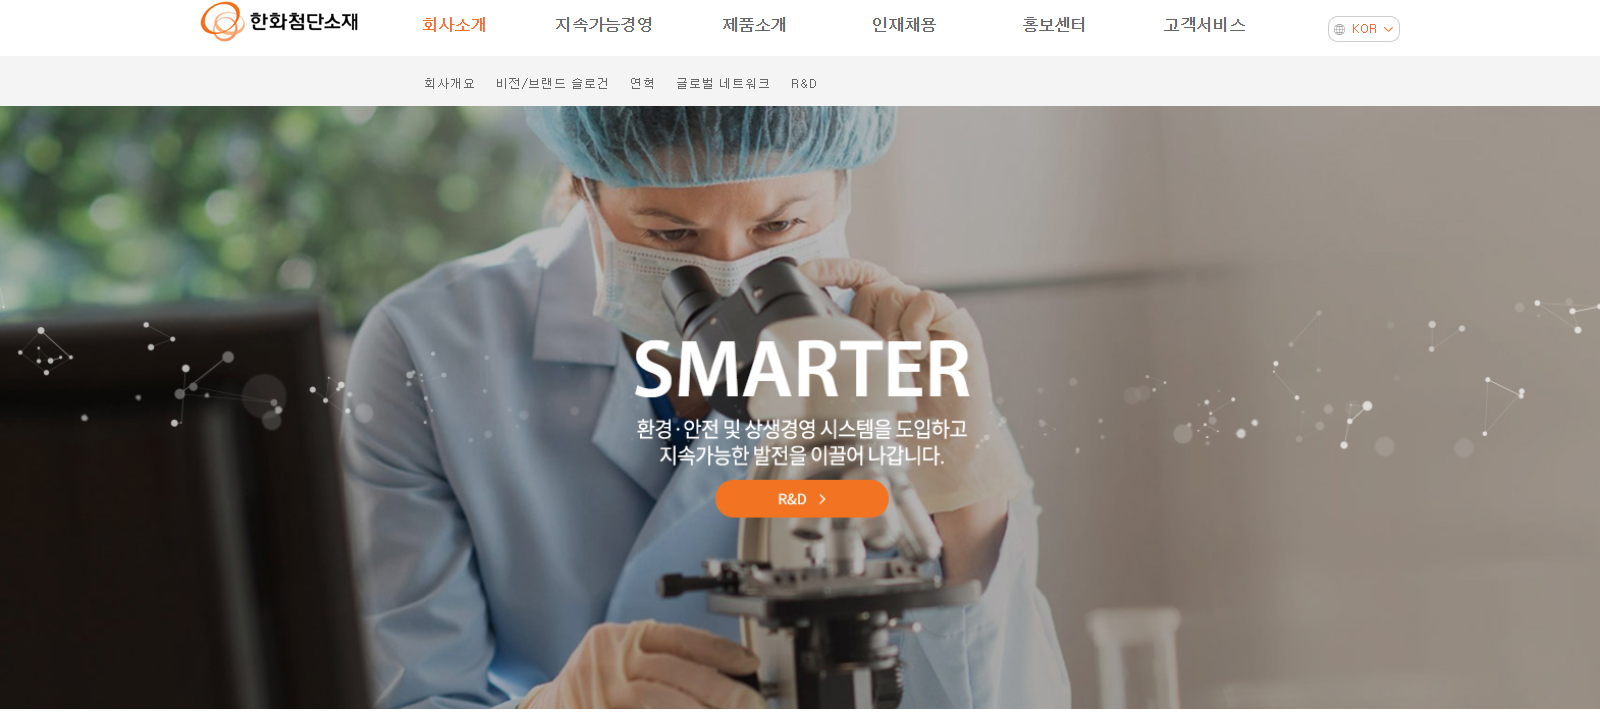 한화첨단소재
회사소개 지속가능경영 제품소개 인재채용 홍보센터 고객서비스 KOR
회사개요 비전/브랜드 슬로건 연혁 글로벌 네트워크 R&D
SMARTER
환경·안전 및 상생경영 시스템을 도입하고
지속가능한 발전을 이끌어 나갑니다.
R&D >